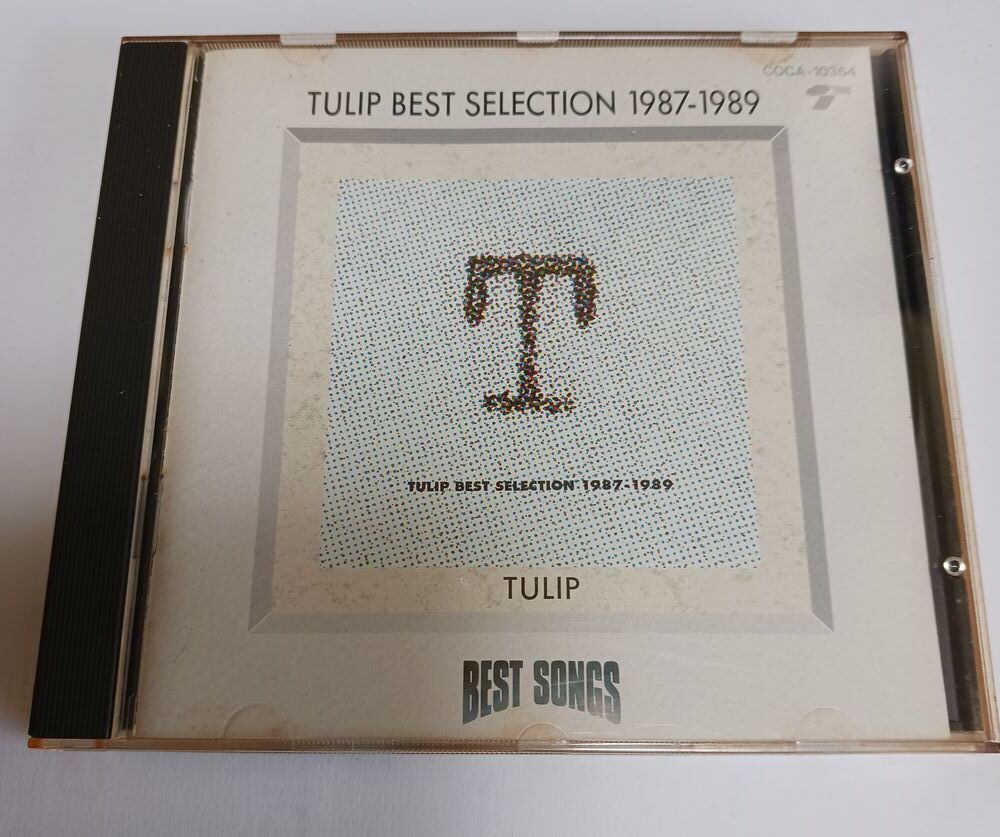 COCA-10364
TULIP BEST SELECTION 1987-1989
T
TULIP BEST SELECTION 1987-1989
TULIP
BEST SONGS